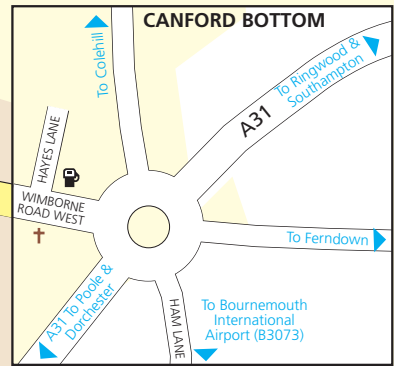 CANFORD BOTTOM
To Colehill
To Ringwood &
Southampton
A31
HAYES LANE
WIMBORNE
ROAD WEST
To Ferndown
A31 To Poole &
Dorchester
HAM LANE
To Bournemouth
International
Airport (B3073)